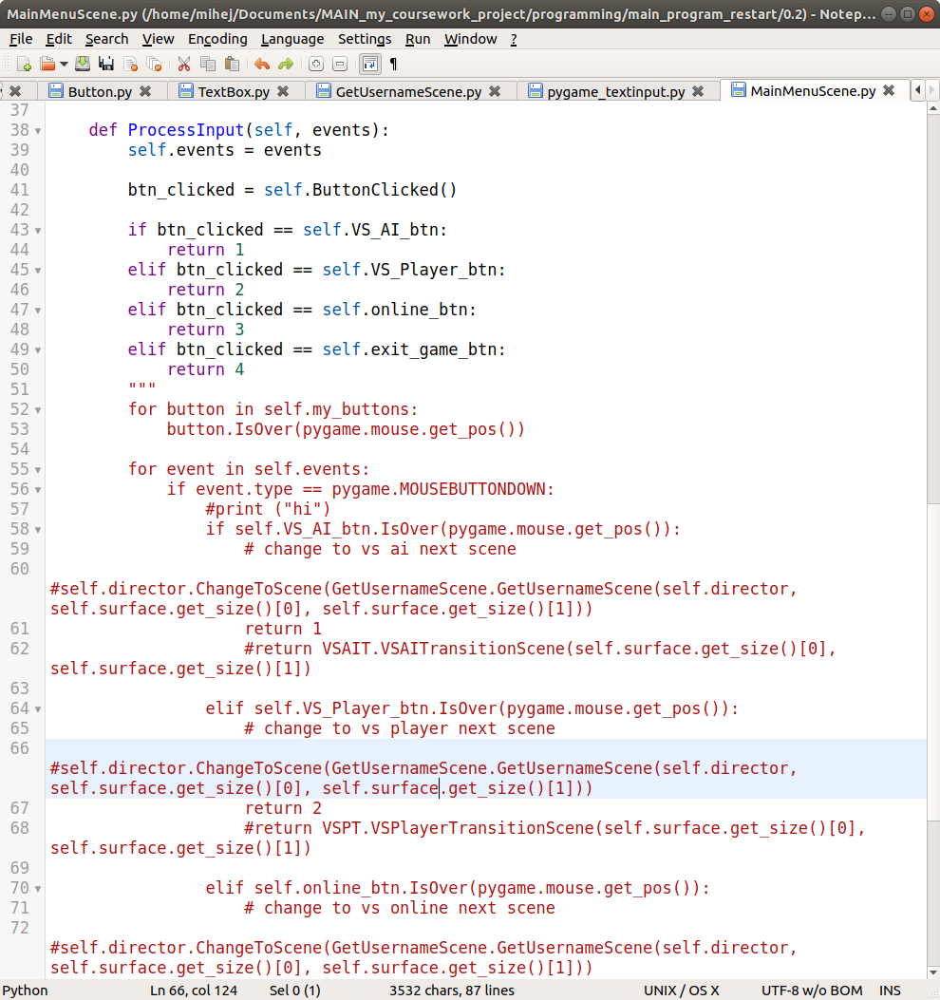 MainMenuScene.py (/home/mihej/Documents/MAIN_my_coursework_project/programming/main_program_restart/0.2) - Notep...
File Edit Search View Encoding Language Settings Run Window ?
Button.py TextBox.py GetUsernameScene.py pygame_textinput.py MainMenuScene.py
37
38 def ProcessInput(self, events):
39 self.events = events
40
41 btn_clicked = self.ButtonClicked()
42
43 if btn_clicked == self.VS_AI_btn:
44 return 1
45 elif btn_clicked == self.VS_Player_btn:
46 return 2
47 elif btn_clicked == self.online_btn:
48 return 3
49 elif btn_clicked == self.exit_game_btn:
50 return 4
51 """
52 for button in self.my_buttons:
53 button.IsOver(pygame.mouse.get_pos())
54
55 for event in self.events:
56 if event.type == pygame.MOUSEBUTTONDOWN:
57 #print ("hi")
58 if self.VS_AI_btn.IsOver(pygame.mouse.get_pos()):
59 # change to vs ai next scene
60
#self.director.ChangeToScene(GetUsernameScene.GetUsernameScene(self.director,
self.surface.get_size()[0], self.surface.get_size()[1]))
61 return 1
62 #return VSAIT.VSAITransitionScene(self.surface.get_size()[0],
self.surface.get_size()[1])
63
64 elif self.VS_Player_btn.IsOver(pygame.mouse.get_pos()):
65 # change to vs player next scene
66
#self.director.ChangeToScene(GetUsernameScene.GetUsernameScene(self.director,
self.surface.get_size()[0], self.surface.get_size()[1]))
67 return 2
68 #return VSPT.VSPlayerTransitionScene(self.surface.get_size()[0],
self.surface.get_size()[1])
69
70 elif self.online_btn.IsOver(pygame.mouse.get_pos()):
71 # change to vs online next scene
72
#self.director.ChangeToScene(GetUsernameScene.GetUsernameScene(self.director,
self.surface.get_size()[0], self.surface.get_size()[1]))
Python Ln 66, col 124 Sel 0 (1) 3532 chars, 87 lines UNIX / OS X UTF-8 w/o BOM INS